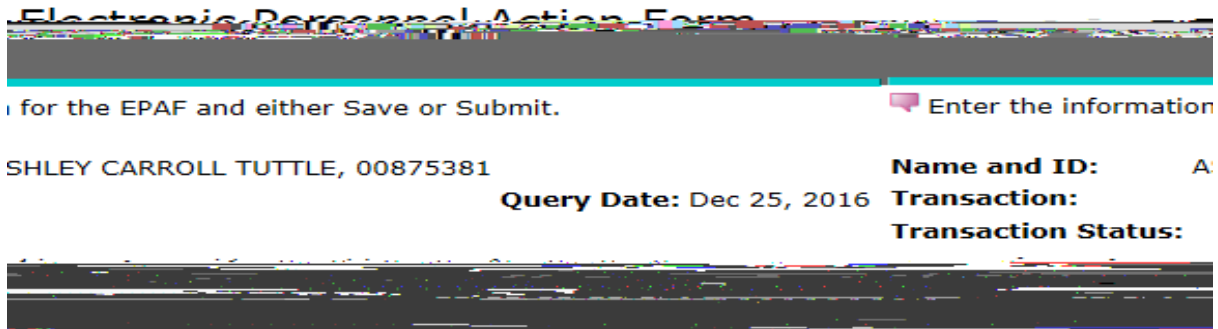 Electronic Personnel Action Form
for the EPAF and either Save or Submit.
Enter the information
SHLEY CARROLL TUTTLE, 00875381
Name and ID: A
Query Date: Dec 25, 2016
Transaction:
Transaction Status: